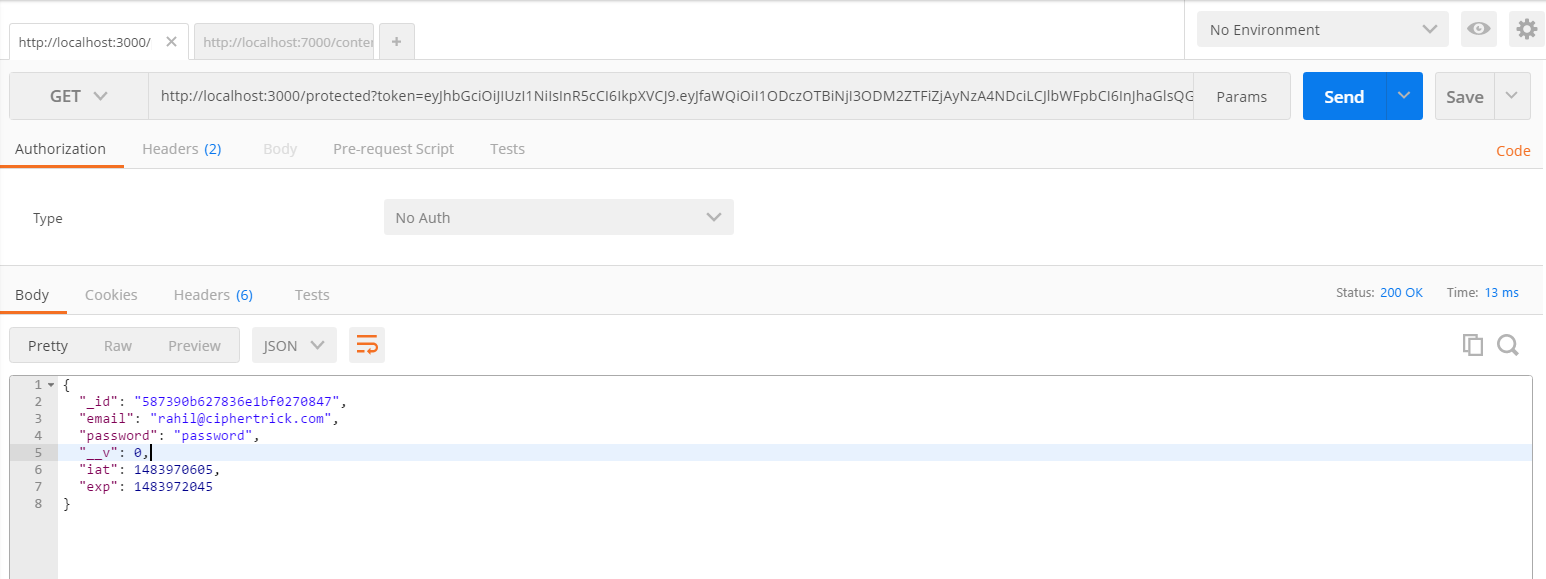 http://localhost:3000/ × http://localhost:7000/conter + No Environment
GET http://localhost:3000/protected?token=eyJhbGciOiJIUzI1NiIsInR5cCI6IkpXVCJ9.eyJfaWQiOiI1ODczOTBiNjI3ODM2ZTFiZjAyNzA4NDciLCJlbWFpbCI6InJhaGlsQG Params Send Save
Authorization Headers (2) Body Pre-request Script Tests Code
Type No Auth
Body Cookies Headers (6) Tests Status: 200 OK Time: 13 ms
Pretty Raw Preview JSON
1 {
2 "_id": "587390b627836e1bf0270847",
3 "email": "rahil@ciphertrick.com",
4 "password": "password",
5 "__v": 0,
6 "iat": 1483970605,
7 "exp": 1483972045
8 }